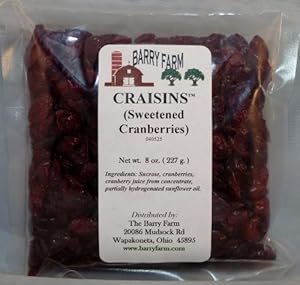 BARRY FARM
CRAISINS™
(Sweetened
Cranberries)
040525
Net wt. 8 oz. ( 227 g. )
Ingredients: Sucrose, cranberries,
cranberry juice from concentrate,
partially hydrogenated sunflower oil.
Distributed by:
The Barry Farm
20086 Mudsock Rd
Wapakoneta, Ohio 45895
www.barryfarm.com